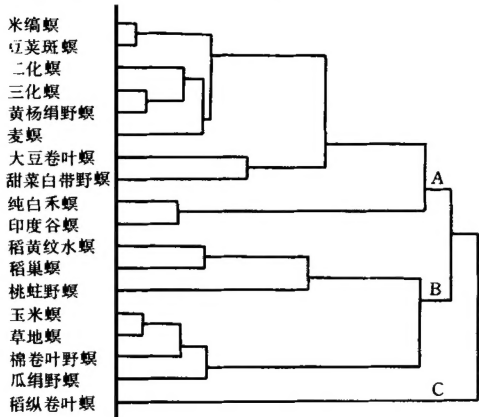 米缟螟
豆荚斑螟
二化螟
三化螟
黄杨绢野螟
麦螟
大豆卷叶螟
甜菜白带野螟
纯白禾螟
印度谷螟
稻黄纹水螟
稻巢螟
桃蛀野螟
玉米螟
草地螟
棉卷叶野螟
瓜绢野螟
稻纵卷叶螟
A
B
C